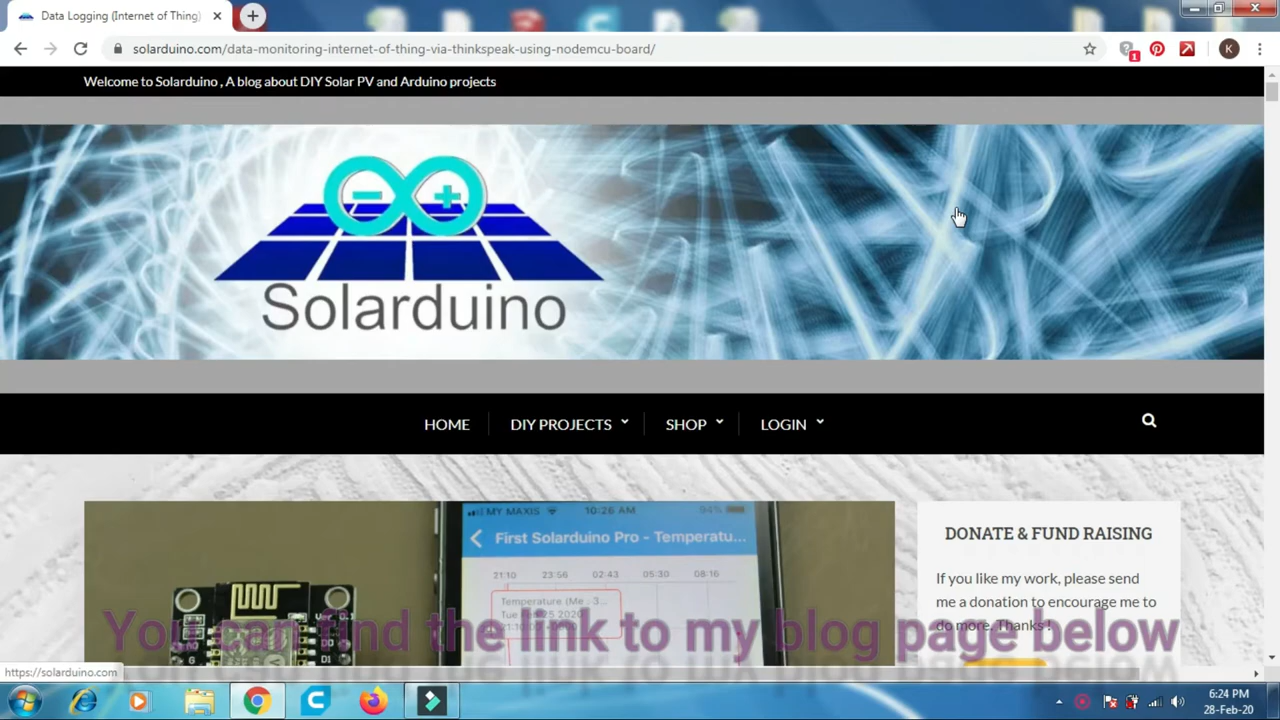 Data Logging (Internet of Thing)
solarduino.com/data-monitoring-internet-of-thing-via-thinkspeak-using-nodemcu-board/
1
K
Welcome to Solarduino , A blog about DIY Solar PV and Arduino projects
Solarduino
HOME
DIY PROJECTS
SHOP
LOGIN
MY MAXIS
10:26 AM
94%
First Solarduino Pro - Temperatu...
21:10
23:56
02:43
05:30
08:16
Temperature (Me . 3...
Tue Feb 25 2020
D0
D1
G
DONATE & FUND RAISING
If you like my work, please send
me a donation to encourage me to
do more. Thanks !
You can find the link to my blog page below
https://solarduino.com
6:24 PM
28-Feb-20